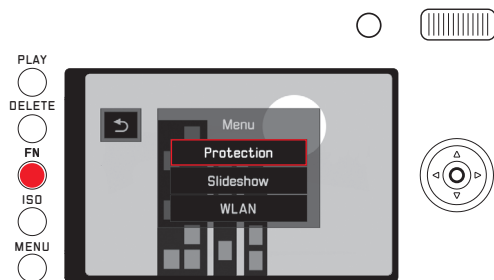 PLAY
DELETE
FN
ISO
MENU
Menu
Protection
Slideshow
WLAN